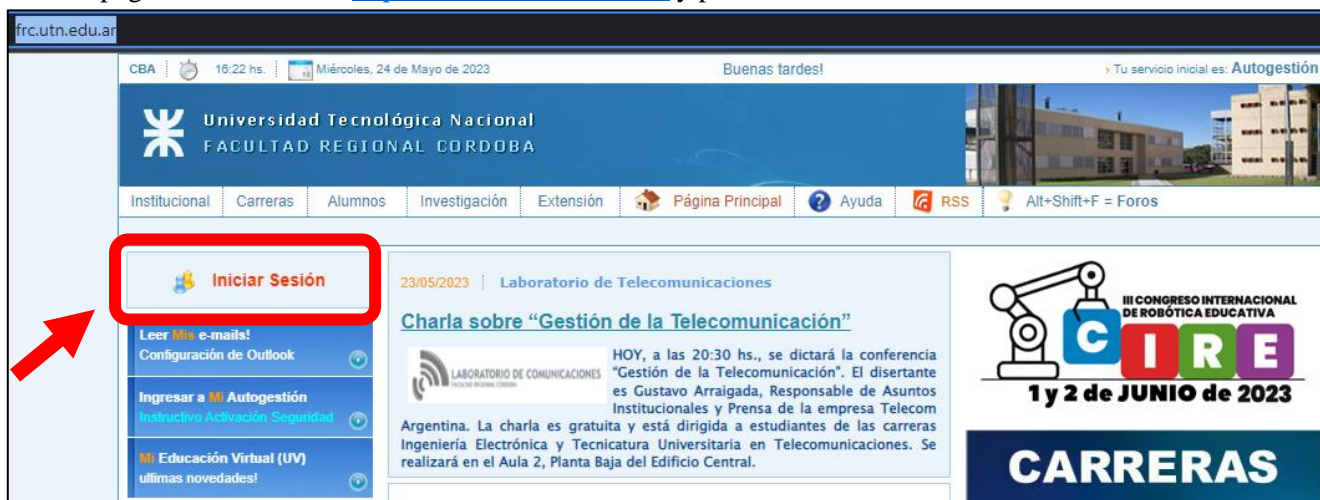 frc.utn.edu.ar
CBA 16:22 hs. Miércoles, 24 de Mayo de 2023 Buenas tardes! Tu servicio inicial es: Autogestión
Universidad Tecnológica Nacional
FACULTAD REGIONAL CORDOBA
Institucional Carreras Alumnos Investigación Extensión Página Principal Ayuda RSS Alt+Shift+F = Foros
Iniciar Sesión
Leer Mis e-mails!
Configuración de Outlook
Ingresar a Mi Autogestión
Instructivo Activación Seguridad
Mi Educación Virtual (UV)
ultimas novedades!
23/05/2023 Laboratorio de Telecomunicaciones
Charla sobre “Gestión de la Telecomunicación”
LABORATORIO DE COMUNICACIONES
HOY, a las 20:30 hs., se dictará la conferencia
"Gestión de la Telecomunicación". El disertante
es Gustavo Arraigada, Responsable de Asuntos
Institucionales y Prensa de la empresa Telecom
Argentina. La charla es gratuita y está dirigida a estudiantes de las carreras
Ingeniería Electrónica y Tecnicatura Universitaria en Telecomunicaciones. Se
realizará en el Aula 2, Planta Baja del Edificio Central.
III CONGRESO INTERNACIONAL
DE ROBÓTICA EDUCATIVA
CIRE
1 y 2 de JUNIO de 2023
CARRERAS